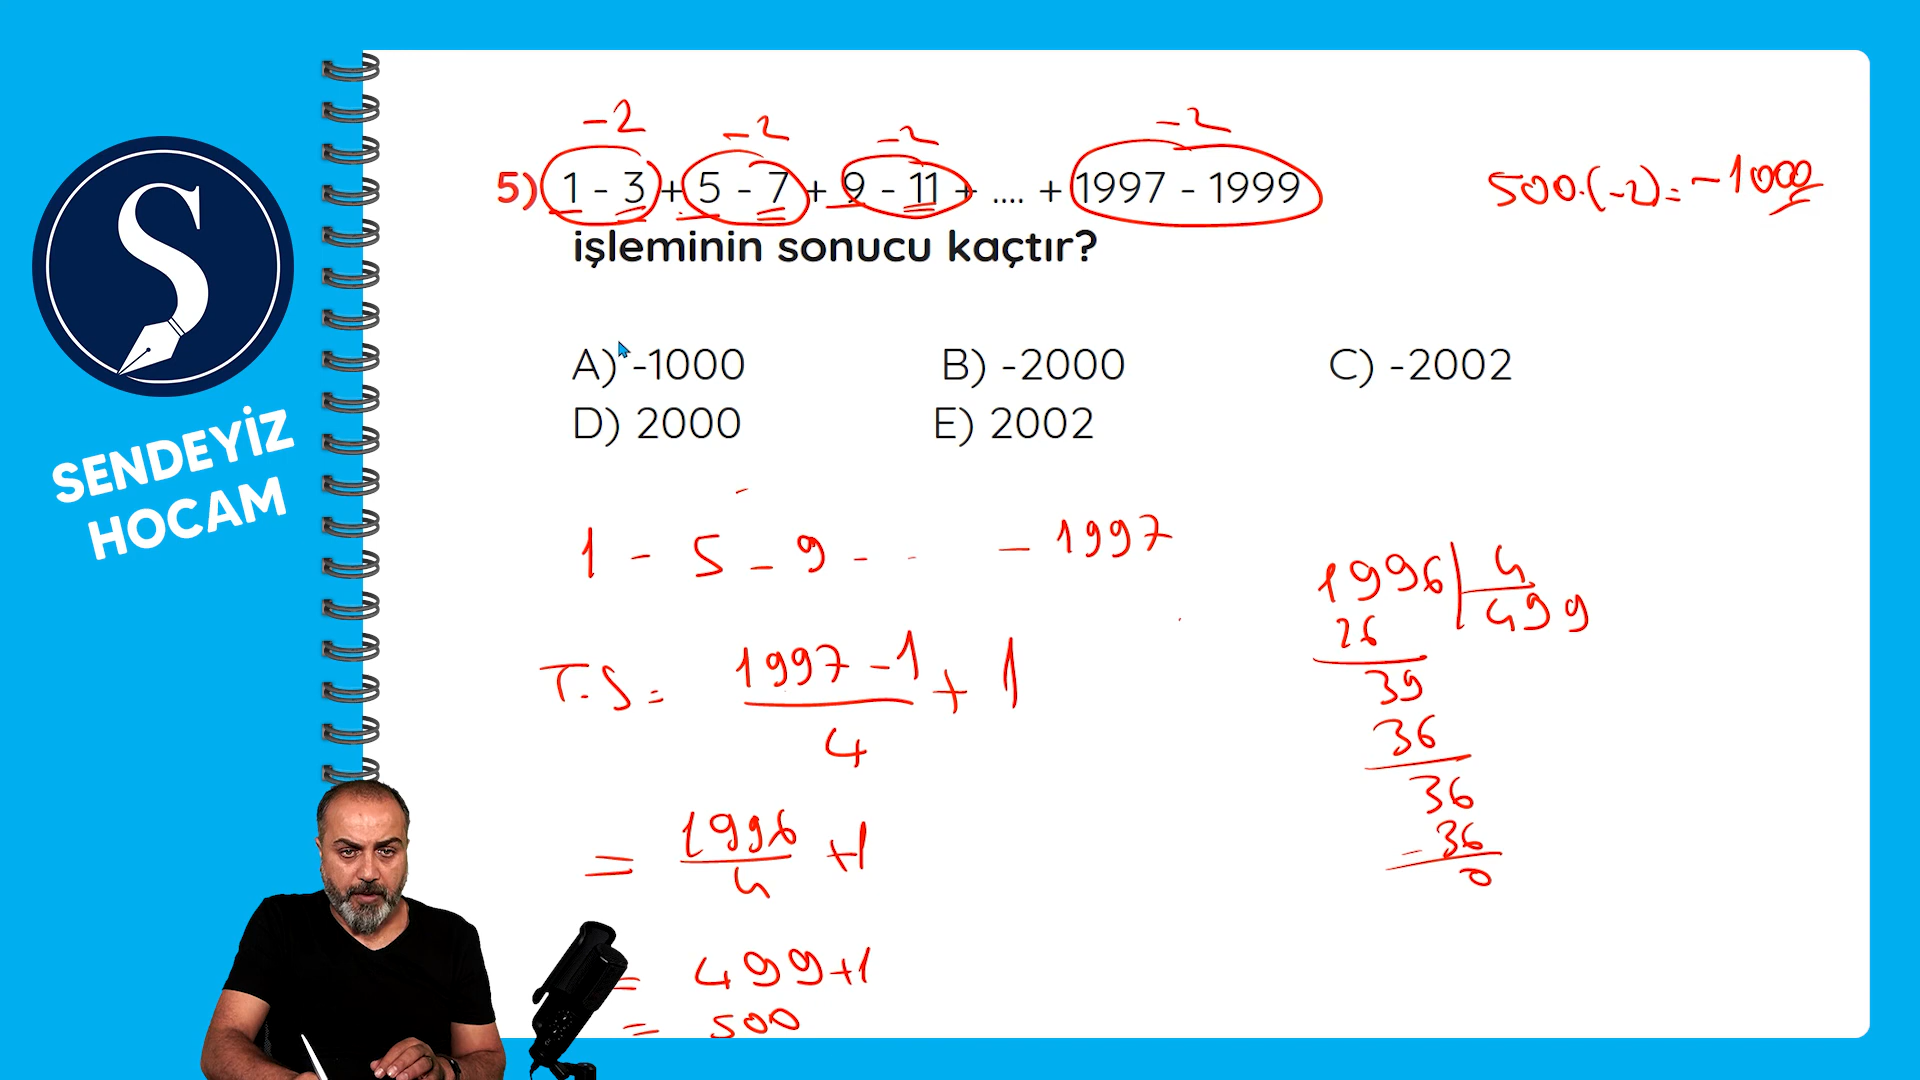 SENDEYİZ
HOCAM
-2 -2 -2 -2
5) 1 - 3 + 5 - 7 + 9 - 11 + .... + 1997 - 1999
500.(-2)= -1000
işleminin sonucu kaçtır?
A) -1000 B) -2000 C) -2002
D) 2000 E) 2002
1 - 5 - 9 - - - 1997
T.S = 1997 - 1 / 4 + 1
= 1996 / 4 + 1
= 499+1
= 500
1996 | 4
499
26
39
36
36
- 36
0